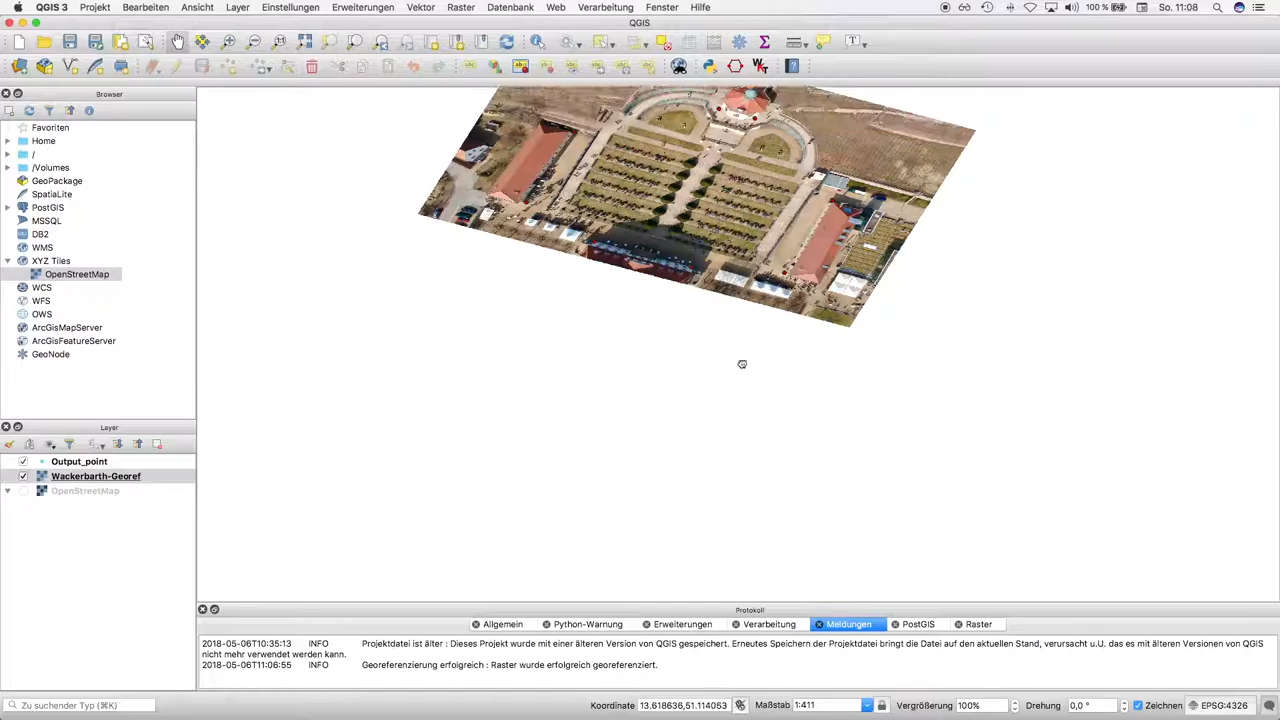 QGIS 3 Projekt Bearbeiten Ansicht Layer Einstellungen Erweiterungen Vektor Raster Datenbank Web Verarbeitung Fenster Hilfe 100 % So. 11:08
QGIS
Browser
Favoriten
Home
/
/Volumes
GeoPackage
SpatiaLite
PostGIS
MSSQL
DB2
WMS
XYZ Tiles
OpenStreetMap
WCS
WFS
OWS
ArcGisMapServer
ArcGisFeatureServer
GeoNode
Layer
Output_point
Wackerbarth-Georef
OpenStreetMap
Protokoll
Allgemein Python-Warnung Erweiterungen Verarbeitung Meldungen PostGIS Raster
2018-05-06T10:35:13 INFO Projektdatei ist älter : Dieses Projekt wurde mit einer älteren Version von QGIS gespeichert. Erneutes Speichern der Projektdatei bringt die Datei auf den aktuellen Stand, verursacht u.U. das es mit älteren Versionen von QGIS
nicht mehr verwendet werden kann.
2018-05-06T11:06:55 INFO Georeferenzierung erfolgreich : Raster wurde erfolgreich georeferenziert.
Zu suchender Typ (⌘K) Koordinate 13.618636,51.114053 Maßstab 1:411 Vergrößerung 100% Drehung 0,0 ° Zeichnen EPSG:4326